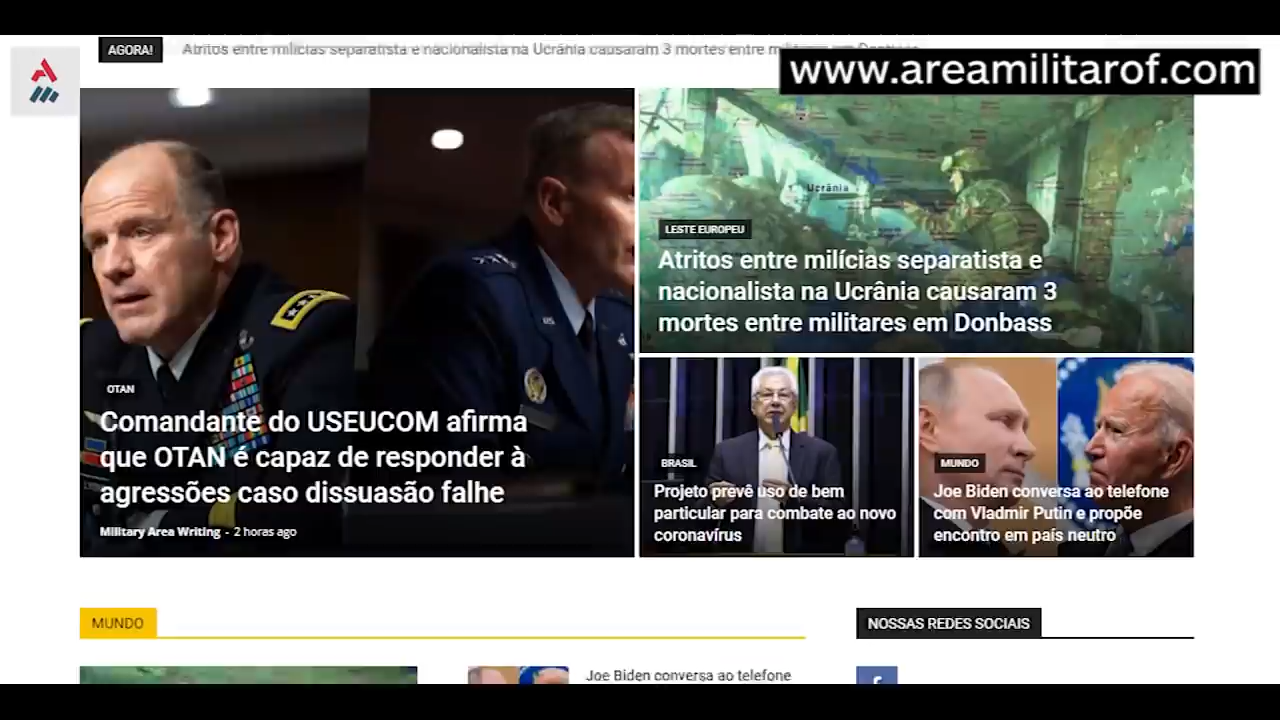 AGORA!
Atritos entre milícias separatista e nacionalista na Ucrânia causaram 3 mortes entre
www.areamilitarof.com
Ucrânia
LESTE EUROPEU
Atritos entre milícias separatista e
nacionalista na Ucrânia causaram 3
mortes entre militares em Donbass
OTAN
Comandante do USEUCOM afirma
que OTAN é capaz de responder à
agressões caso dissuasão falhe
Military Area Writing - 2 horas ago
BRASIL
Projeto prevê uso de bem
particular para combate ao novo
coronavírus
MUNDO
Joe Biden conversa ao telefone
com Vladmir Putin e propõe
encontro em país neutro
MUNDO
NOSSAS REDES SOCIAIS
Joe Biden conversa ao telefone